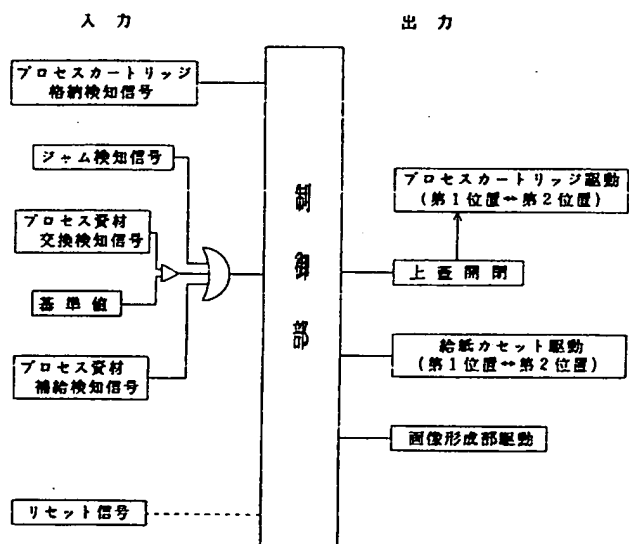 入力
出力
プロセスカートリッジ
格納検知信号
ジャム検知信号
プロセス資材
交換検知信号
基準値
プロセス資材
補給検知信号
リセット信号
制御部
プロセスカートリッジ駆動
(第1位置↔第2位置)
上蓋開閉
給紙カセット駆動
(第1位置↔第2位置)
画像形成部駆動